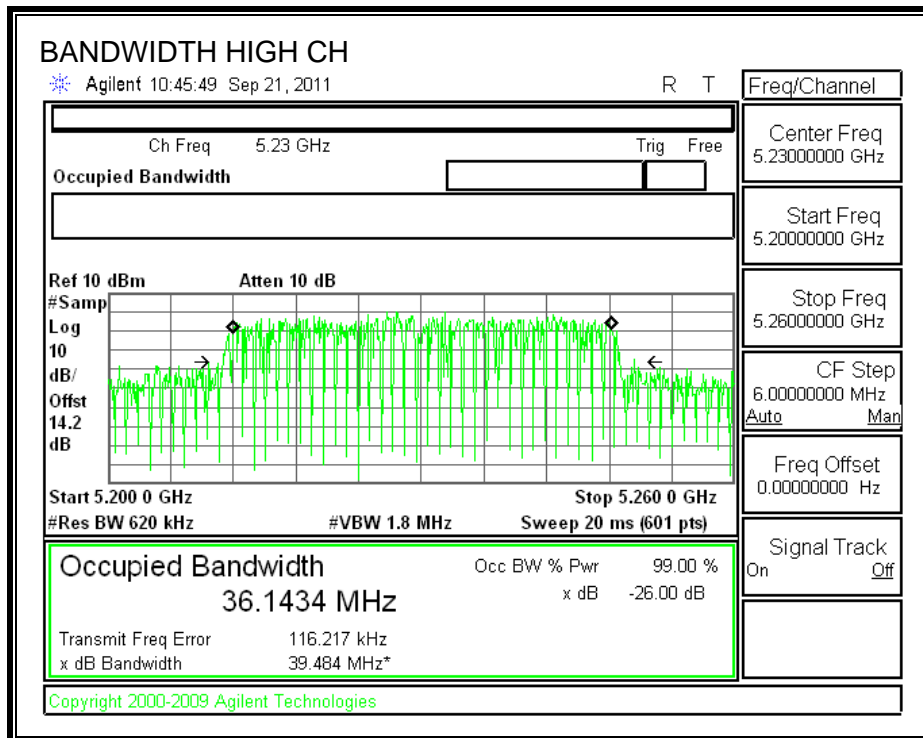 BANDWIDTH HIGH CH
Agilent 10:45:49 Sep 21, 2011 R T
Freq/Channel
Ch Freq 5.23 GHz Trig Free
Occupied Bandwidth
Center Freq
5.23000000 GHz
Start Freq
5.20000000 GHz
Stop Freq
5.26000000 GHz
CF Step
6.00000000 MHz
Auto Man
Freq Offset
0.00000000 Hz
Signal Track
On Off
Ref 10 dBm Atten 10 dB
#Samp
Log
10
dB/
Offst
14.2
dB
Start 5.200 0 GHz Stop 5.260 0 GHz
#Res BW 620 kHz #VBW 1.8 MHz Sweep 20 ms (601 pts)
Occupied Bandwidth Occ BW % Pwr 99.00 %
36.1434 MHz x dB -26.00 dB
Transmit Freq Error 116.217 kHz
x dB Bandwidth 39.484 MHz*
Copyright 2000-2009 Agilent Technologies